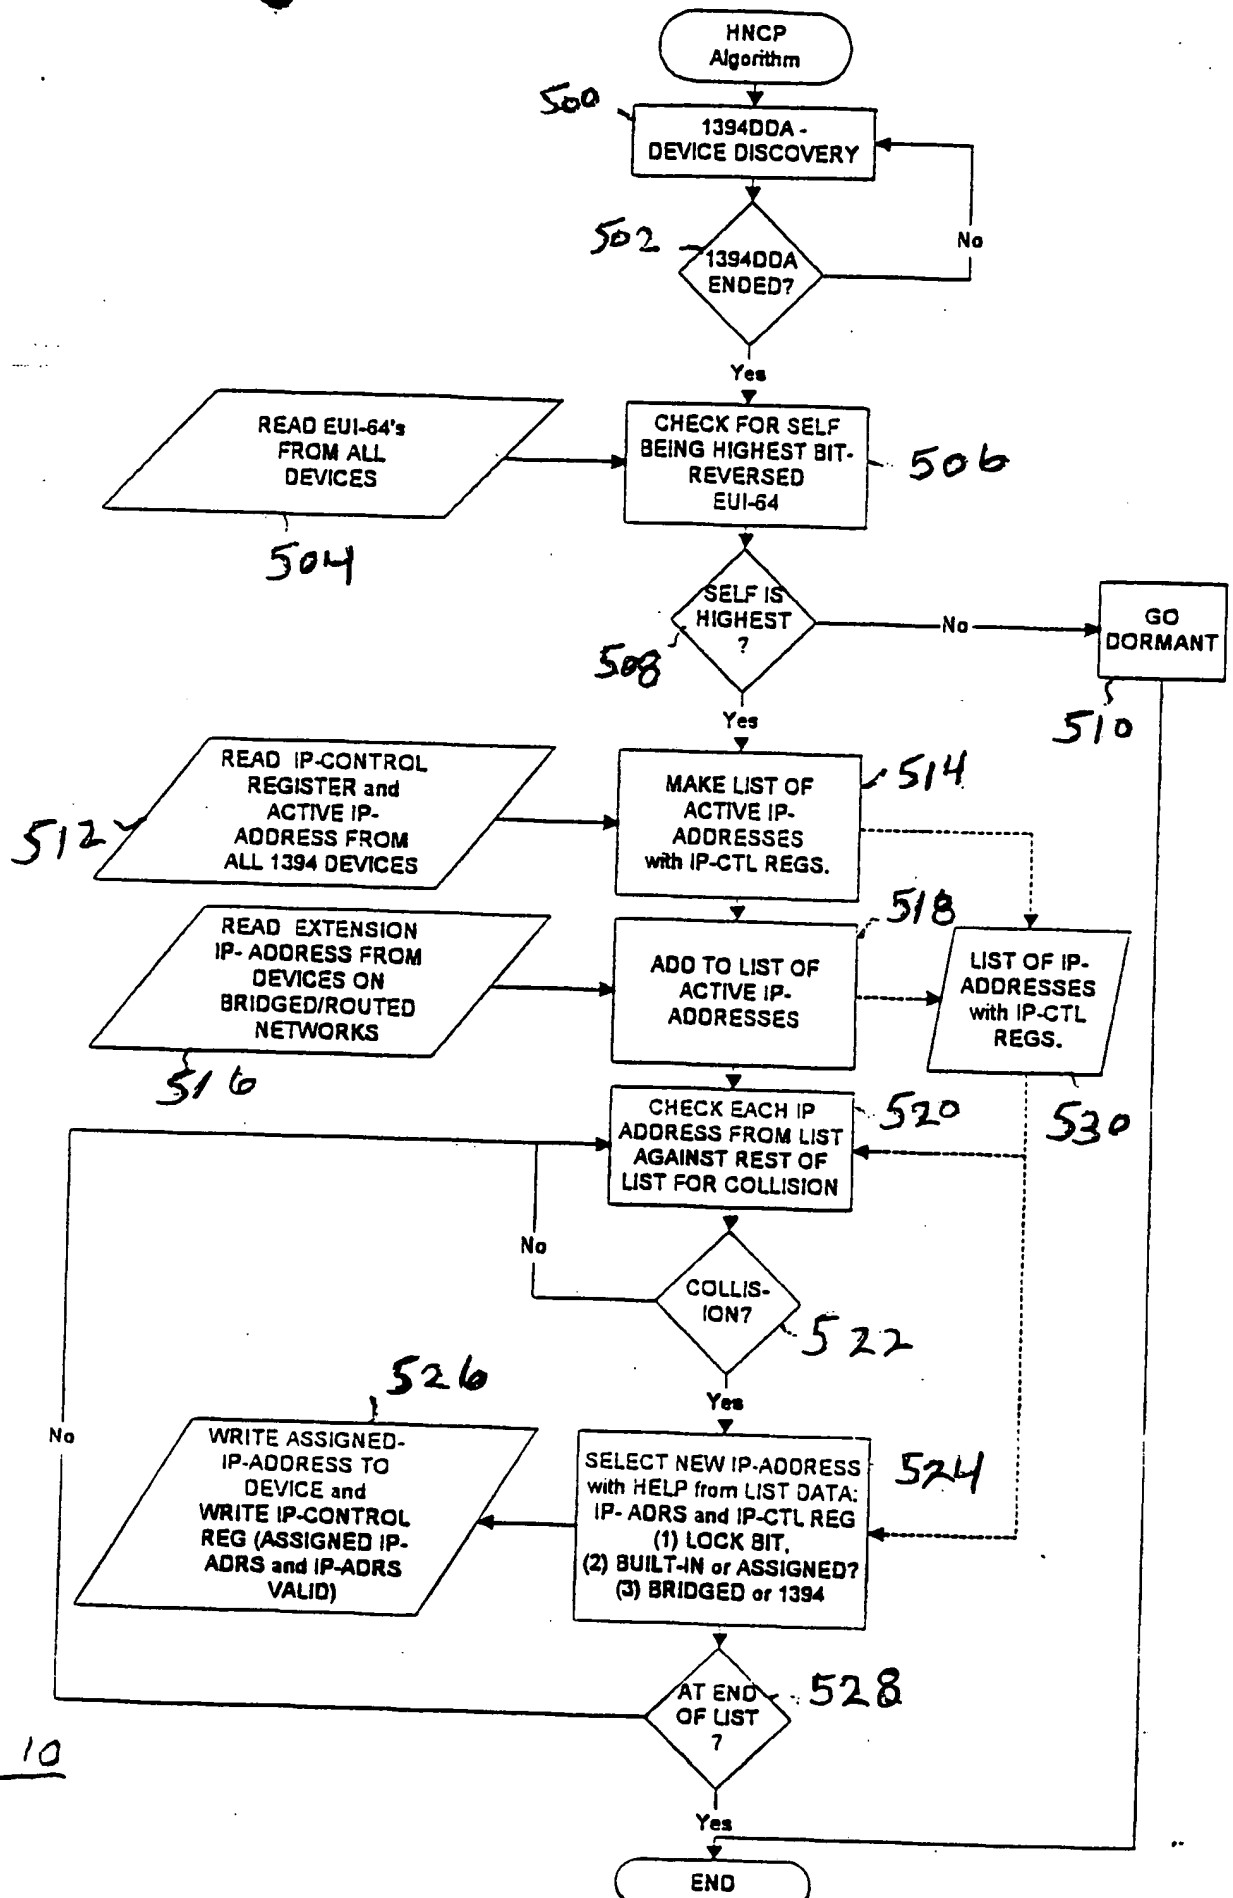 HNCP
Algorithm
500
1394DDA -
DEVICE DISCOVERY
502
1394DDA
ENDED?
No
Yes
READ EUI-64's
FROM ALL
DEVICES
504
CHECK FOR SELF
BEING HIGHEST BIT-
REVERSED
EUI-64
506
SELF IS
HIGHEST
?
508
No
GO
DORMANT
510
Yes
READ IP-CONTROL
REGISTER and
ACTIVE IP-
ADDRESS FROM
ALL 1394 DEVICES
512
MAKE LIST OF
ACTIVE IP-
ADDRESSES
with IP-CTL REGS.
514
READ EXTENSION
IP- ADDRESS FROM
DEVICES ON
BRIDGED/ROUTED
NETWORKS
516
ADD TO LIST OF
ACTIVE IP-
ADDRESSES
518
LIST OF IP-
ADDRESSES
with IP-CTL
REGS.
530
CHECK EACH IP
ADDRESS FROM LIST
AGAINST REST OF
LIST FOR COLLISION
520
No
COLLIS-
ION?
522
Yes
526
WRITE ASSIGNED-
IP-ADDRESS TO
DEVICE and
WRITE IP-CONTROL
REG (ASSIGNED IP-
ADRS and IP-ADRS
VALID)
No
SELECT NEW IP-ADDRESS
with HELP from LIST DATA:
IP- ADRS and IP-CTL REG
(1) LOCK BIT,
(2) BUILT-IN or ASSIGNED?
(3) BRIDGED or 1394
524
AT END
OF LIST
?
528
10
Yes
END